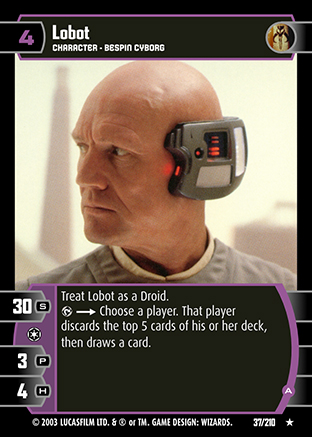 4
Lobot
CHARACTER - BESPIN CYBORG
30 S
3 P
4 H
Treat Lobot as a Droid.
Choose a player. That player
discards the top 5 cards of his or her deck,
then draws a card.
A
© 2003 LUCASFILM LTD. & ® or TM. GAME DESIGN: WIZARDS.
37/210